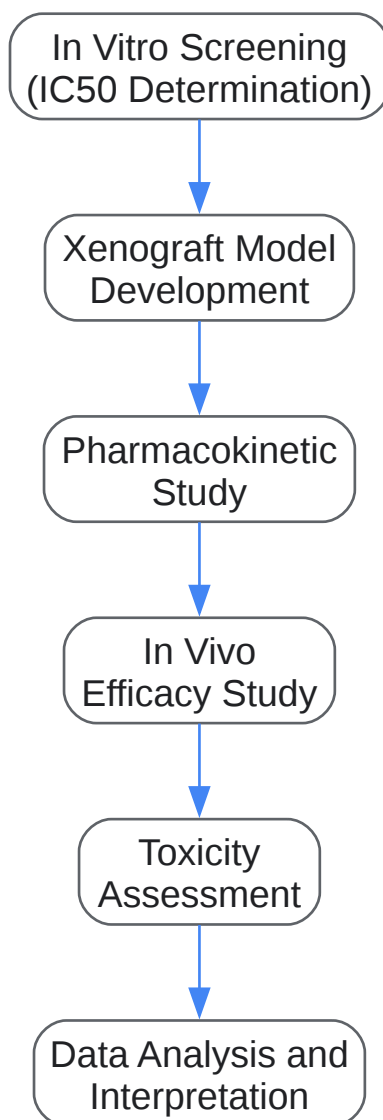 In Vitro Screening
(IC50 Determination)
Xenograft Model
Development
Pharmacokinetic
Study
In Vivo
Efficacy Study
Toxicity
Assessment
Data Analysis and
Interpretation